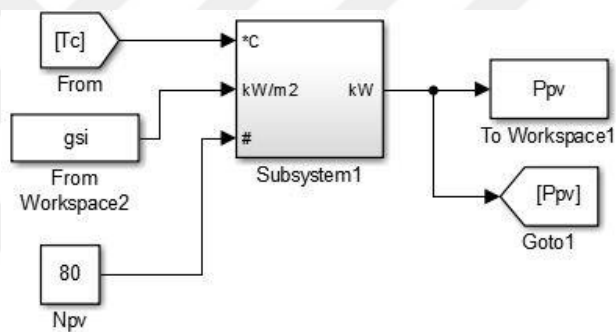 [Tc]
From
*C
kW/m2
kW
#
Subsystem1
gsi
From
Workspace2
80
Npv
Ppv
To Workspace1
[Ppv]
Goto1